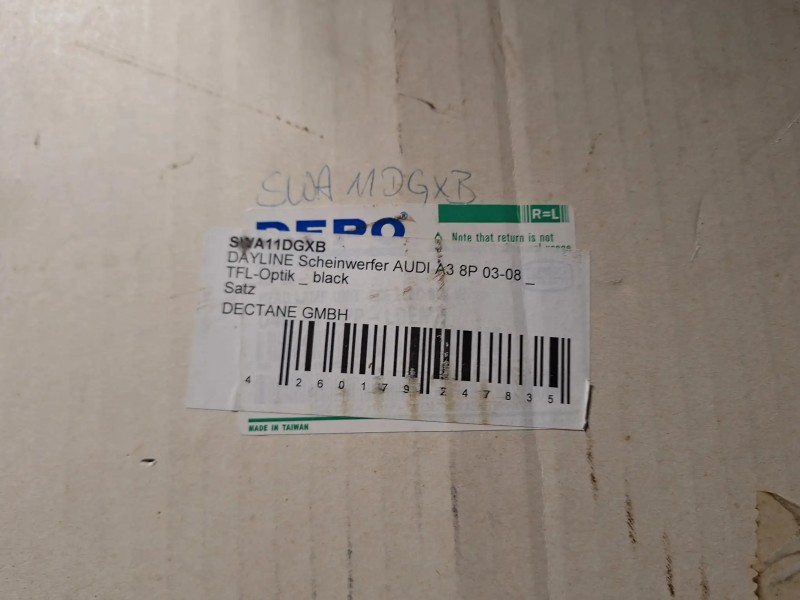 SWA11DGXB
DEPO ®
R=L
Note that return is not
SWA11DGXB
DAYLINE Scheinwerfer AUDI A3 8P 03-08 _
TFL-Optik _ black
Satz
DECTANE GMBH
4 260179 247835
MADE IN TAIWAN